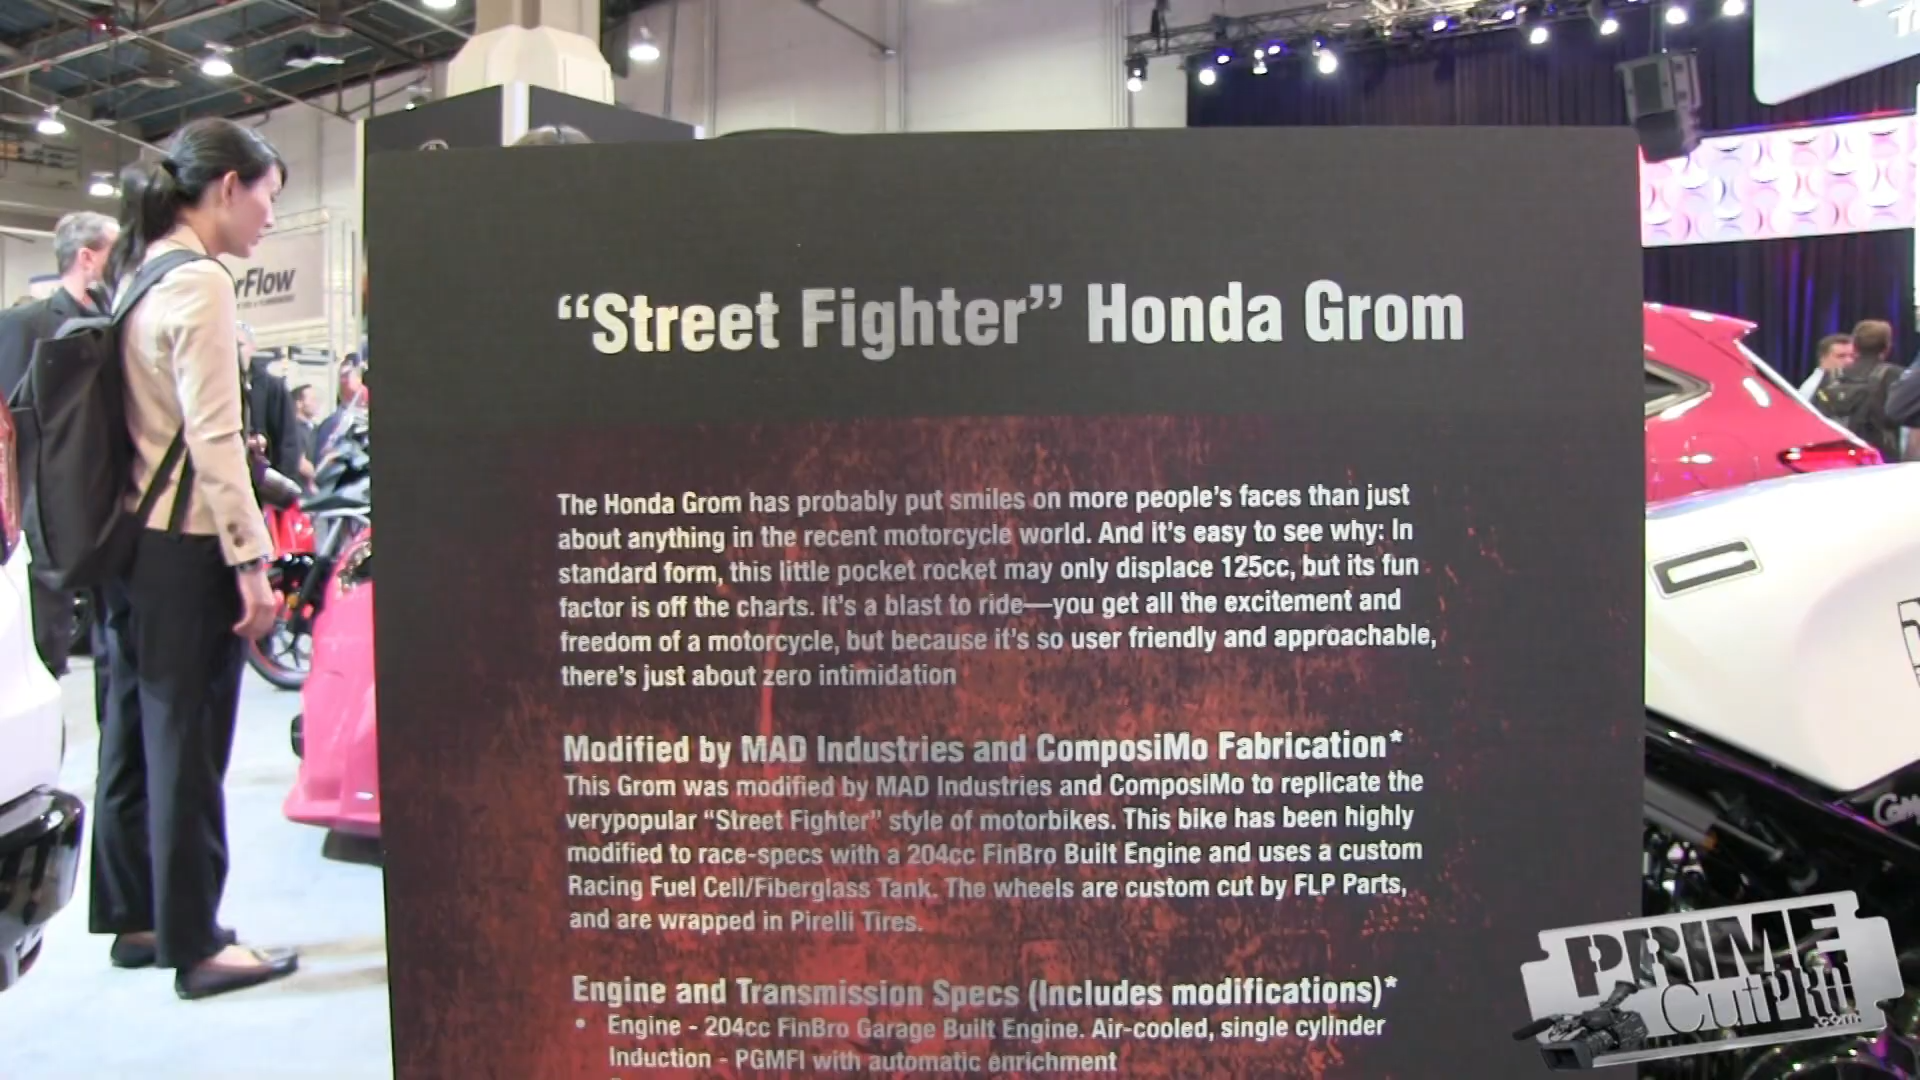 rFlow
"Street Fighter" Honda Grom
The Honda Grom has probably put smiles on more people's faces than just
about anything in the recent motorcycle world. And it's easy to see why: In
standard form, this little pocket rocket may only displace 125cc, but its fun
factor is off the charts. It's a blast to ride—you get all the excitement and
freedom of a motorcycle, but because it's so user friendly and approachable,
there's just about zero intimidation
Modified by MAD Industries and ComposiMo Fabrication*
This Grom was modified by MAD Industries and ComposiMo to replicate the
verypopular "Street Fighter" style of motorbikes. This bike has been highly
modified to race-specs with a 204cc FinBro Built Engine and uses a custom
Racing Fuel Cell/Fiberglass Tank. The wheels are custom cut by FLP Parts,
and are wrapped in Pirelli Tires.
Engine and Transmission Specs (Includes modifications)*
• Engine - 204cc FinBro Garage Built Engine. Air-cooled, single cylinder
Induction - PGMFI with automatic enrichment
PRIME
CutPRO
.com